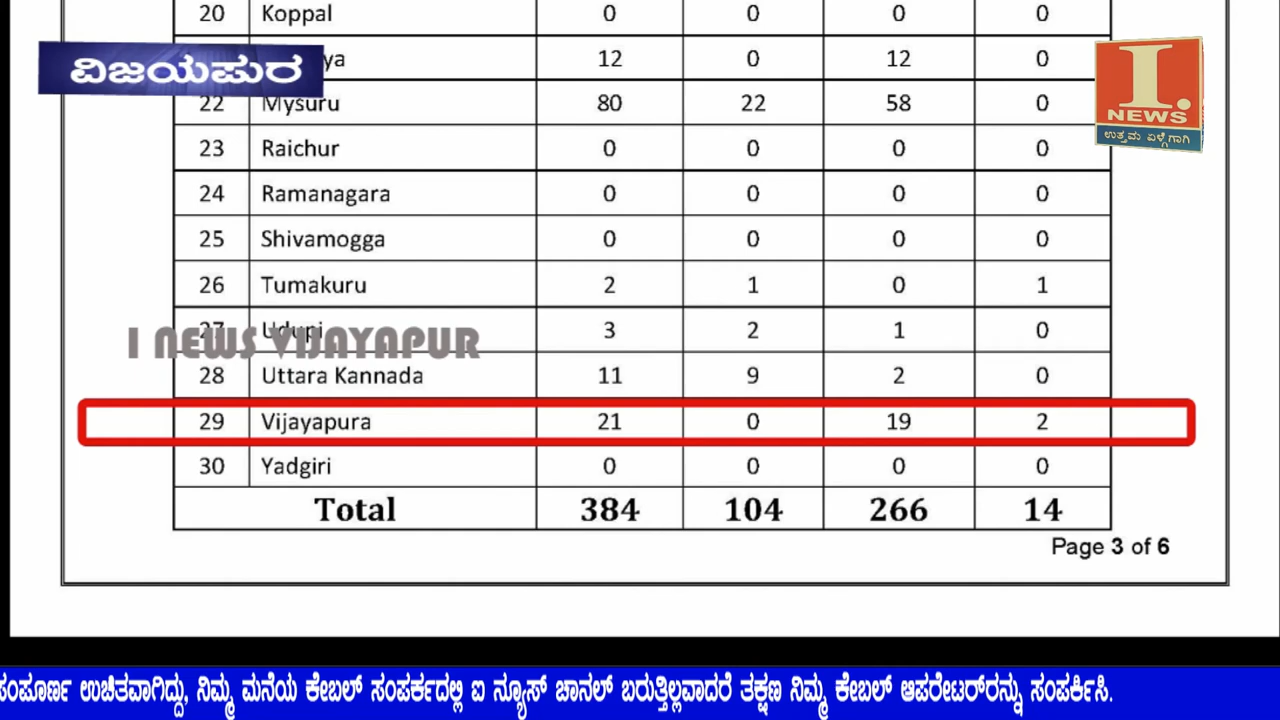 20 Koppal 0 0 0 0
ವಿಜಯಪುರ
ya 12 0 12 0
I.
NEWS
ಉತ್ತಮ ಏಳ್ಗೆಗಾಗಿ
22 Mysuru 80 22 58 0
23 Raichur 0 0 0 0
24 Ramanagara 0 0 0 0
25 Shivamogga 0 0 0 0
26 Tumakuru 2 1 0 1
27 Udupi 3 2 1 0
I NEWS VIJAYAPUR
28 Uttara Kannada 11 9 2 0
29 Vijayapura 21 0 19 2
30 Yadgiri 0 0 0 0
Total 384 104 266 14
Page 3 of 6
ಸಂಪೂರ್ಣ ಉಚಿತವಾಗಿದ್ದು, ನಿಮ್ಮ ಮನೆಯ ಕೇಬಲ್ ಸಂಪರ್ಕದಲ್ಲಿ ಐ ನ್ಯೂಸ್ ಚಾನಲ್ ಬರುತ್ತಿಲ್ಲವಾದರೆ ತಕ್ಷಣ ನಿಮ್ಮ ಕೇಬಲ್ ಆಪರೇಟರ್‌ರನ್ನು ಸಂಪರ್ಕಿಸಿ.